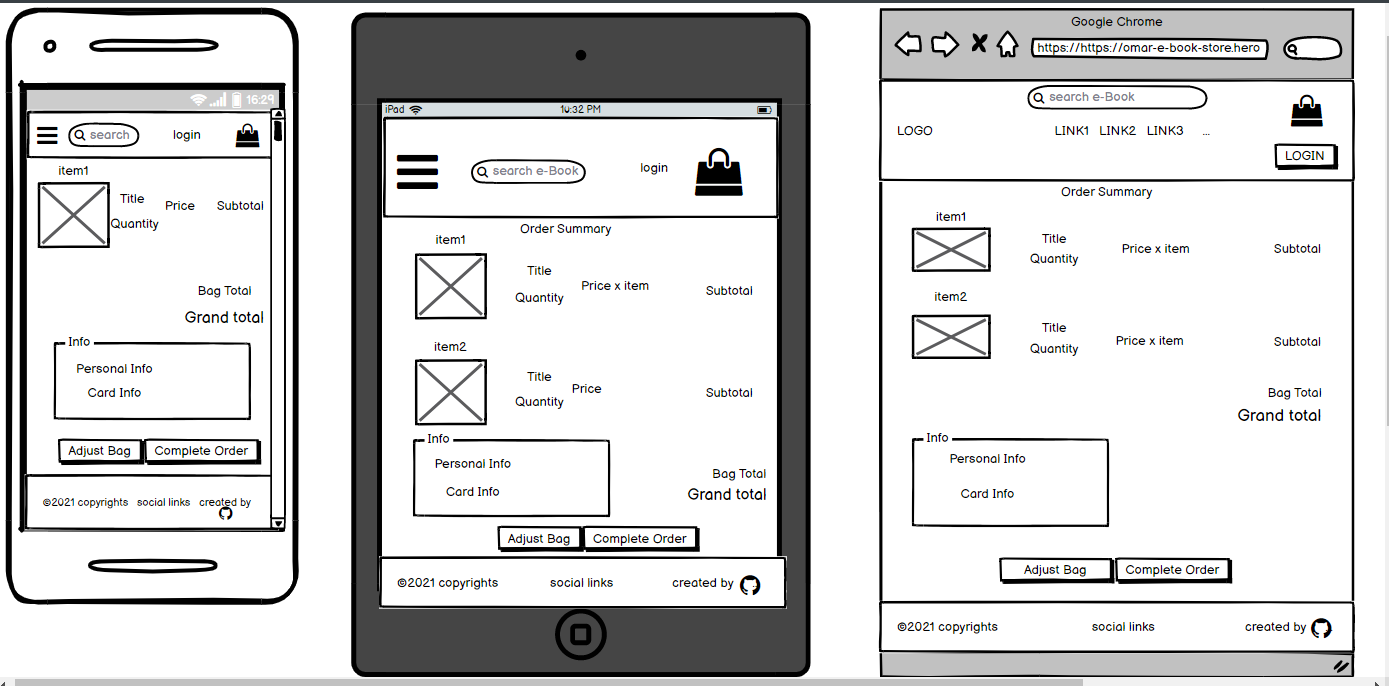 16:29
search
login
item1
Title
Price
Subtotal
Quantity
Bag Total
Grand total
Info
Personal Info
Card Info
Adjust Bag
Complete Order
©2021 copyrights
social links
created by
iPad
10:32 PM
search e-Book
login
Order Summary
item1
Title
Quantity
Price x item
Subtotal
item2
Title
Quantity
Price
Subtotal
Info
Personal Info
Card Info
Bag Total
Grand total
Adjust Bag
Complete Order
©2021 copyrights
social links
created by
Google Chrome
https://https://omar-e-book-store.hero
search e-Book
LOGO
LINK1
LINK2
LINK3
...
LOGIN
Order Summary
item1
Title
Quantity
Price x item
Subtotal
item2
Title
Quantity
Price x item
Subtotal
Bag Total
Grand total
Info
Personal Info
Card Info
Adjust Bag
Complete Order
©2021 copyrights
social links
created by